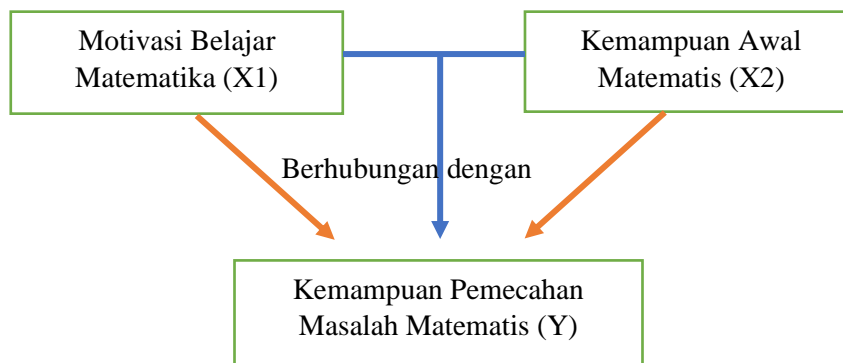 Motivasi Belajar
Matematika (X1)
Kemampuan Awal
Matematis (X2)
Berhubungan dengan
Kemampuan Pemecahan
Masalah Matematis (Y)